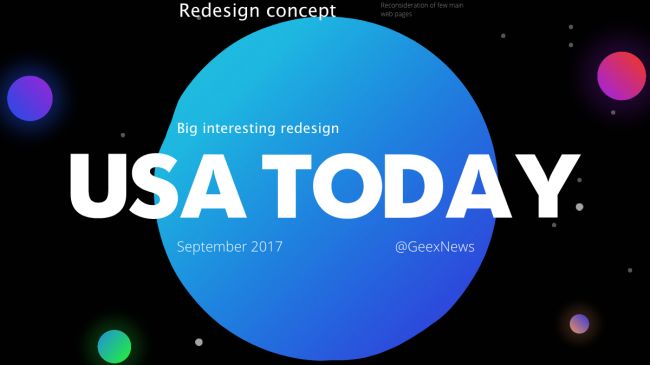 Redesign concept
Reconsideration of few main
web pages
Big interesting redesign
USA TODAY
September 2017
@GeexNews